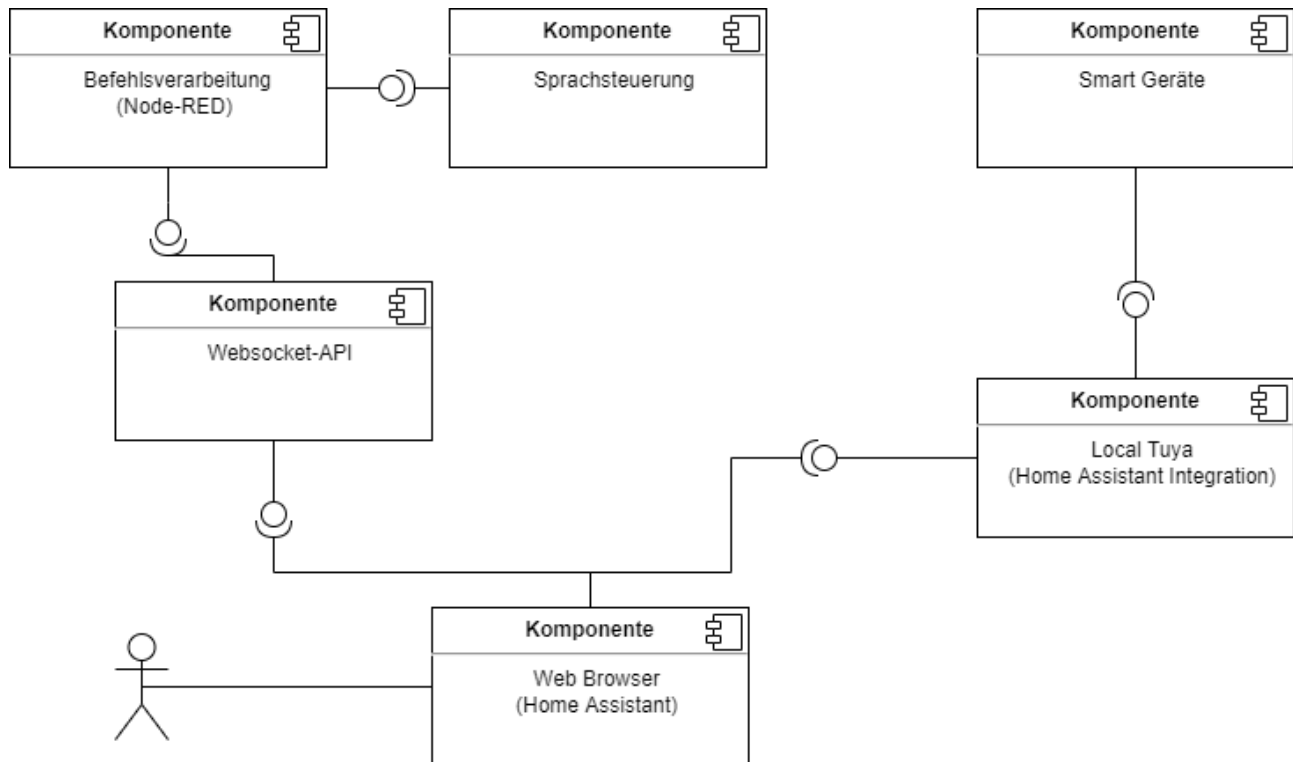 Komponente
Befehlsverarbeitung
(Node-RED)
Komponente
Sprachsteuerung
Komponente
Smart Geräte
Komponente
Websocket-API
Komponente
Local Tuya
(Home Assistant Integration)
Komponente
Web Browser
(Home Assistant)